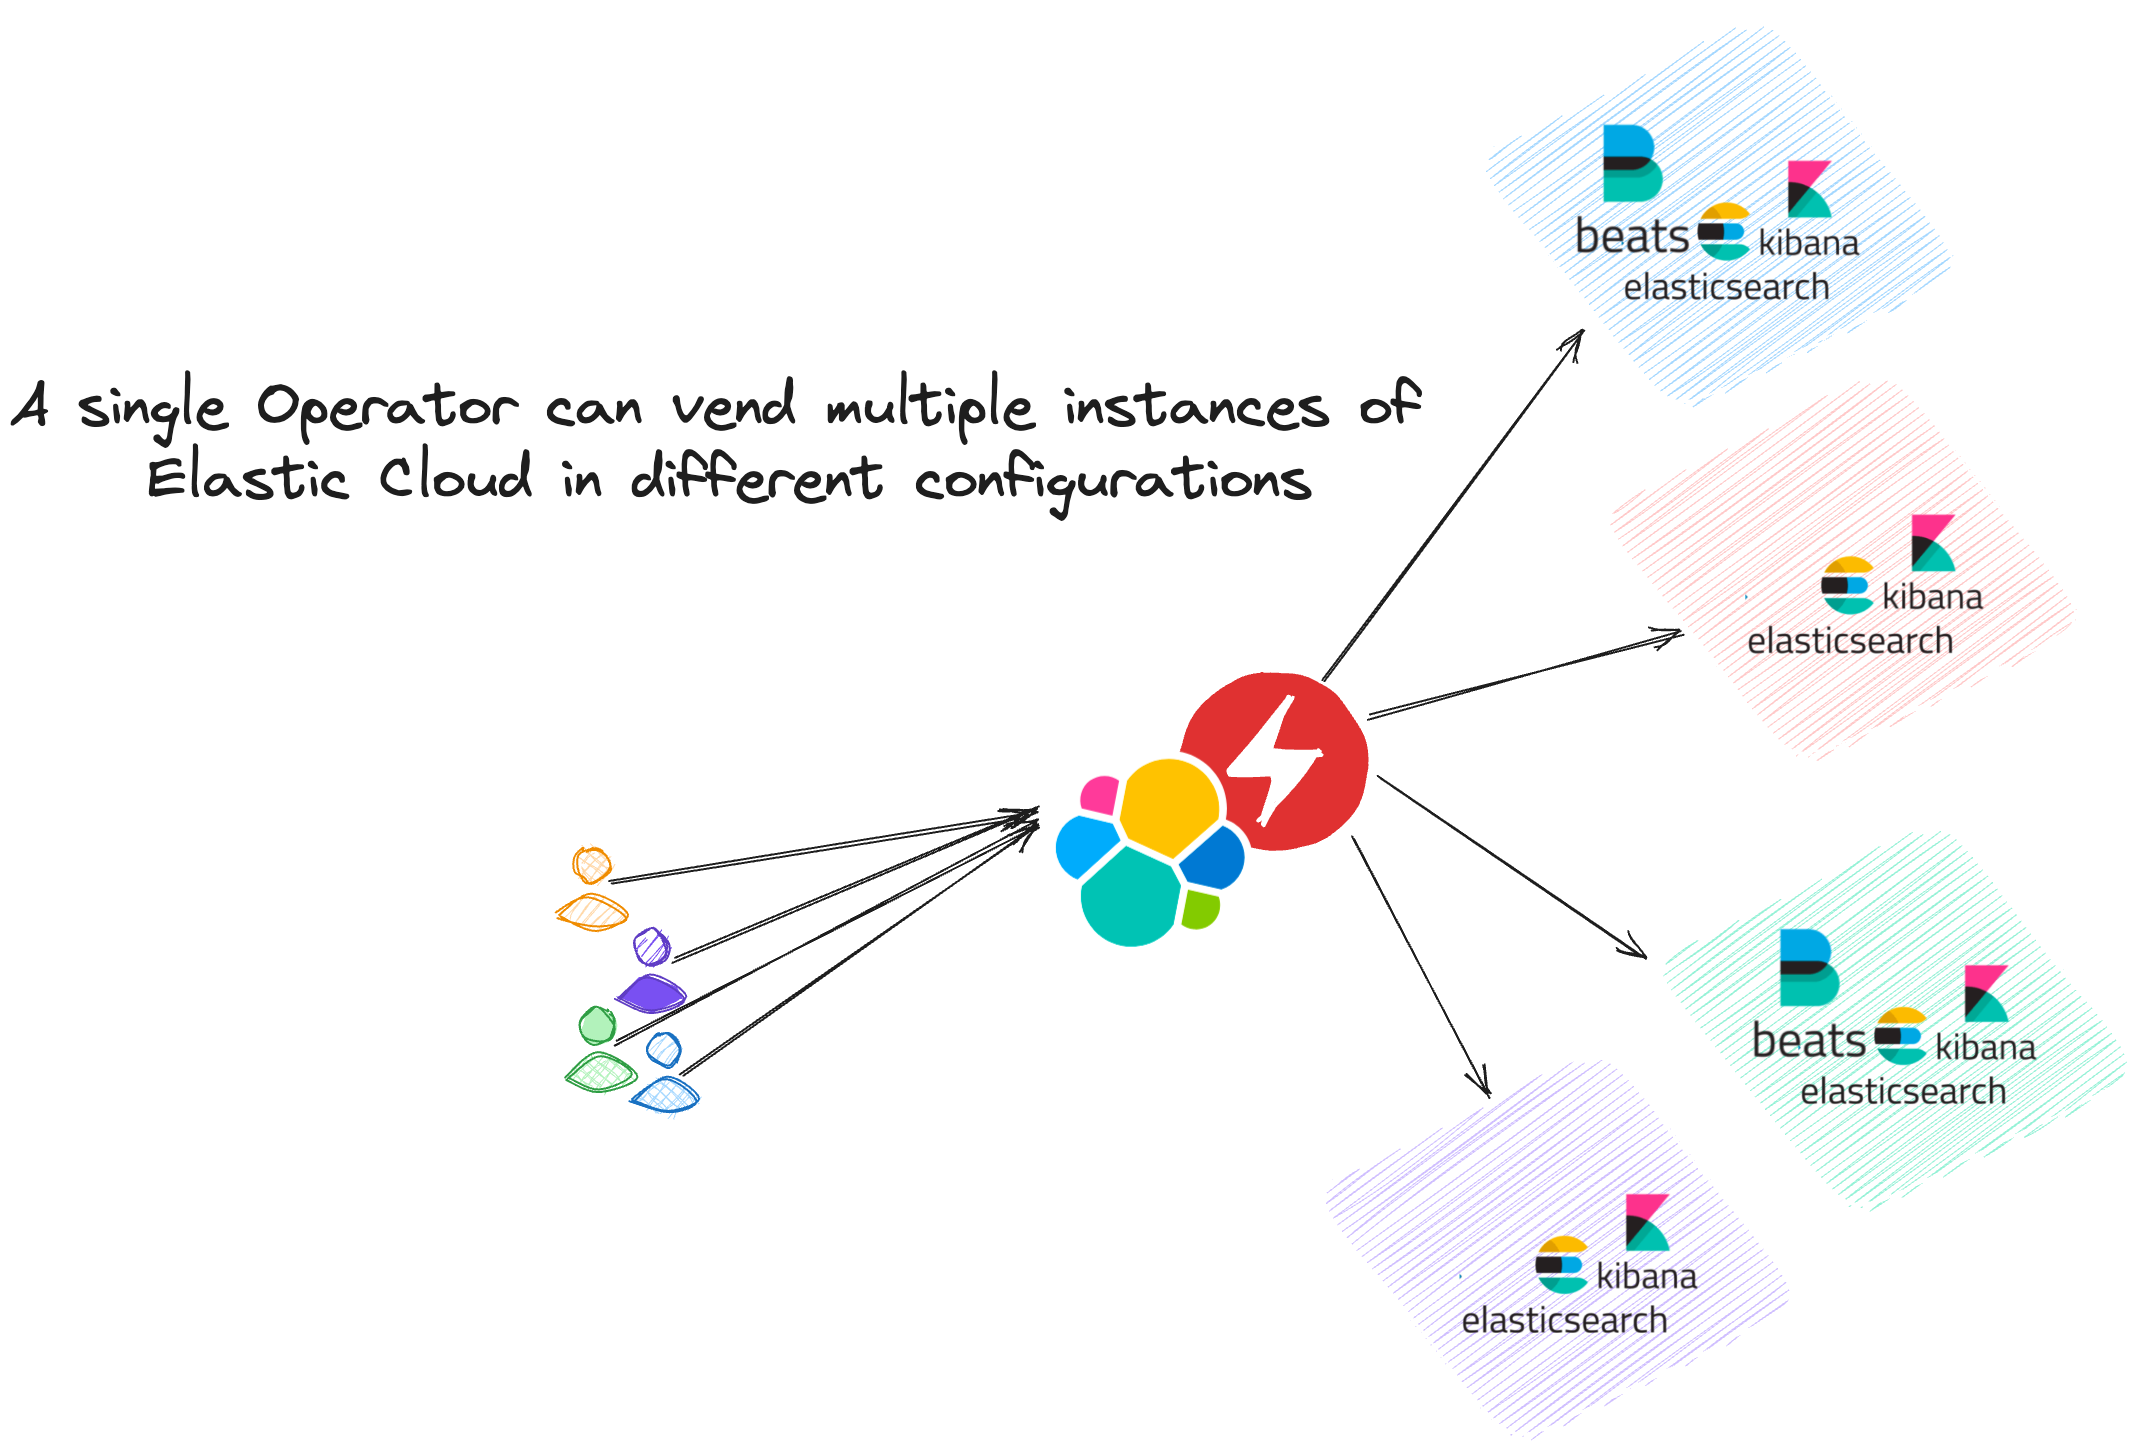 A single Operator can vend multiple instances of
Elastic Cloud in different configurations
beats
kibana
elasticsearch
kibana
elasticsearch
beats
kibana
elasticsearch
kibana
elasticsearch